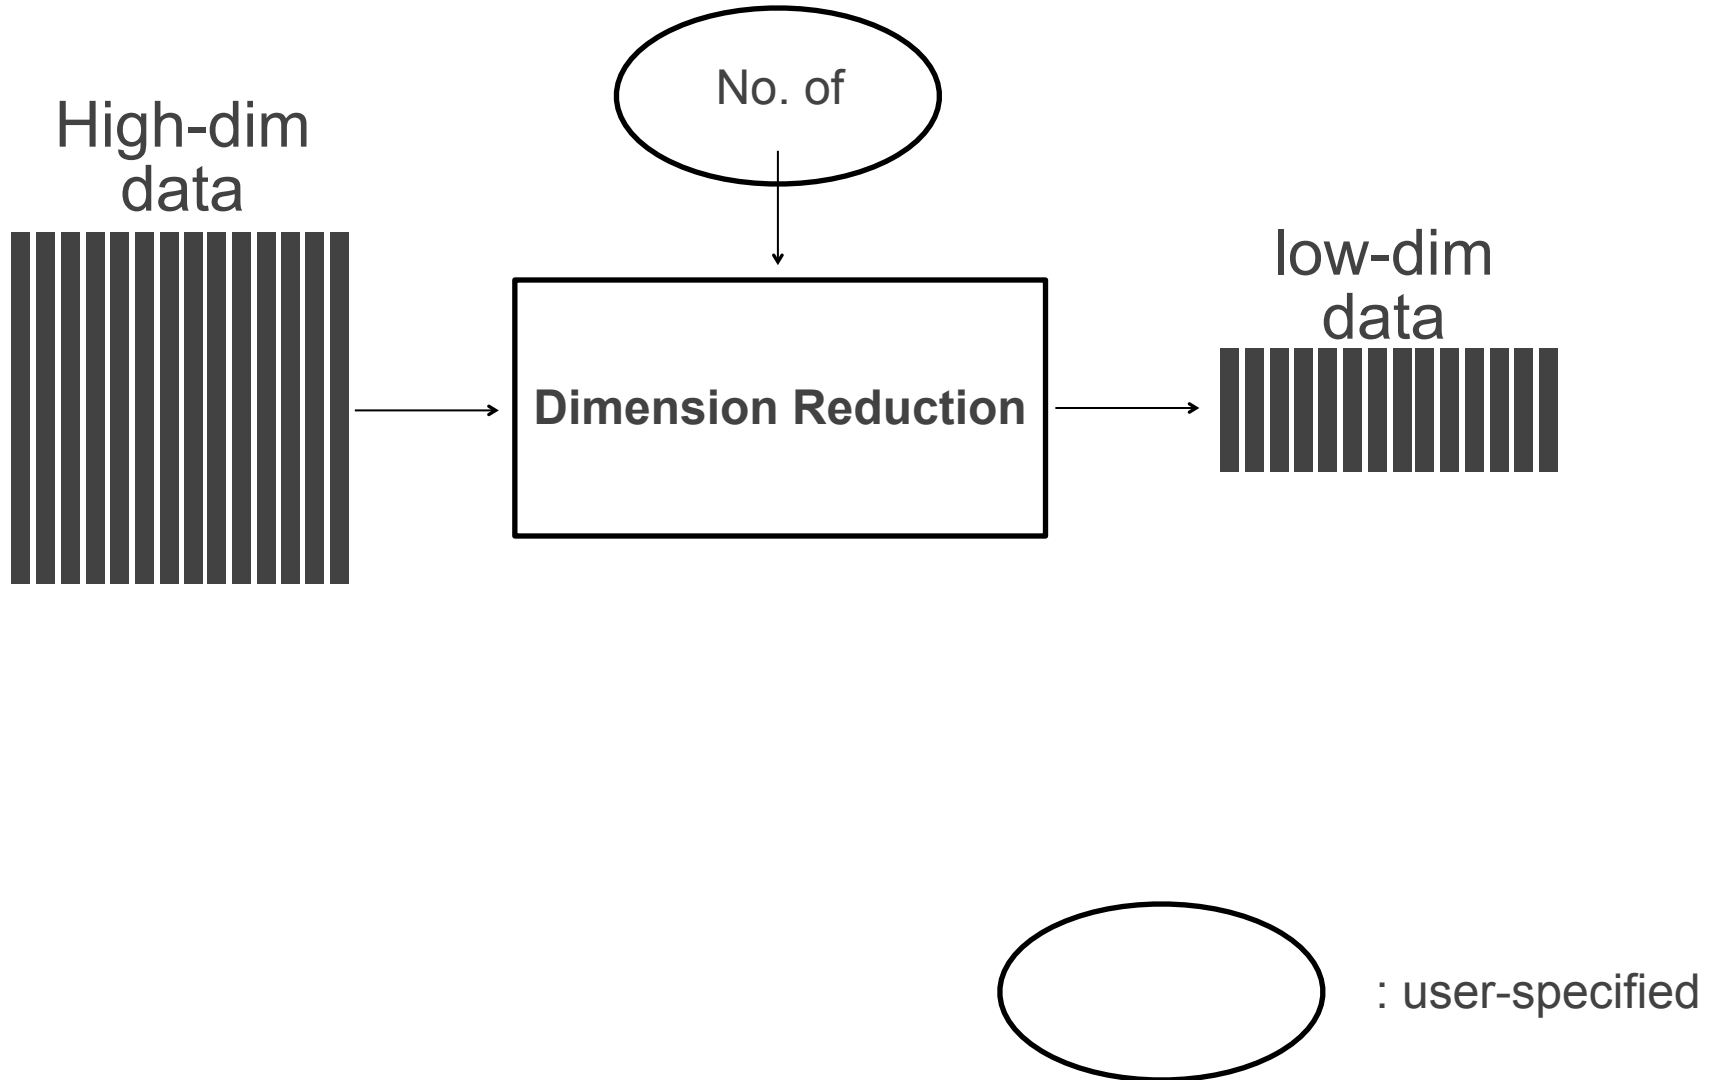 No. of
High-dim
data
low-dim
data
Dimension Reduction
: user-specified